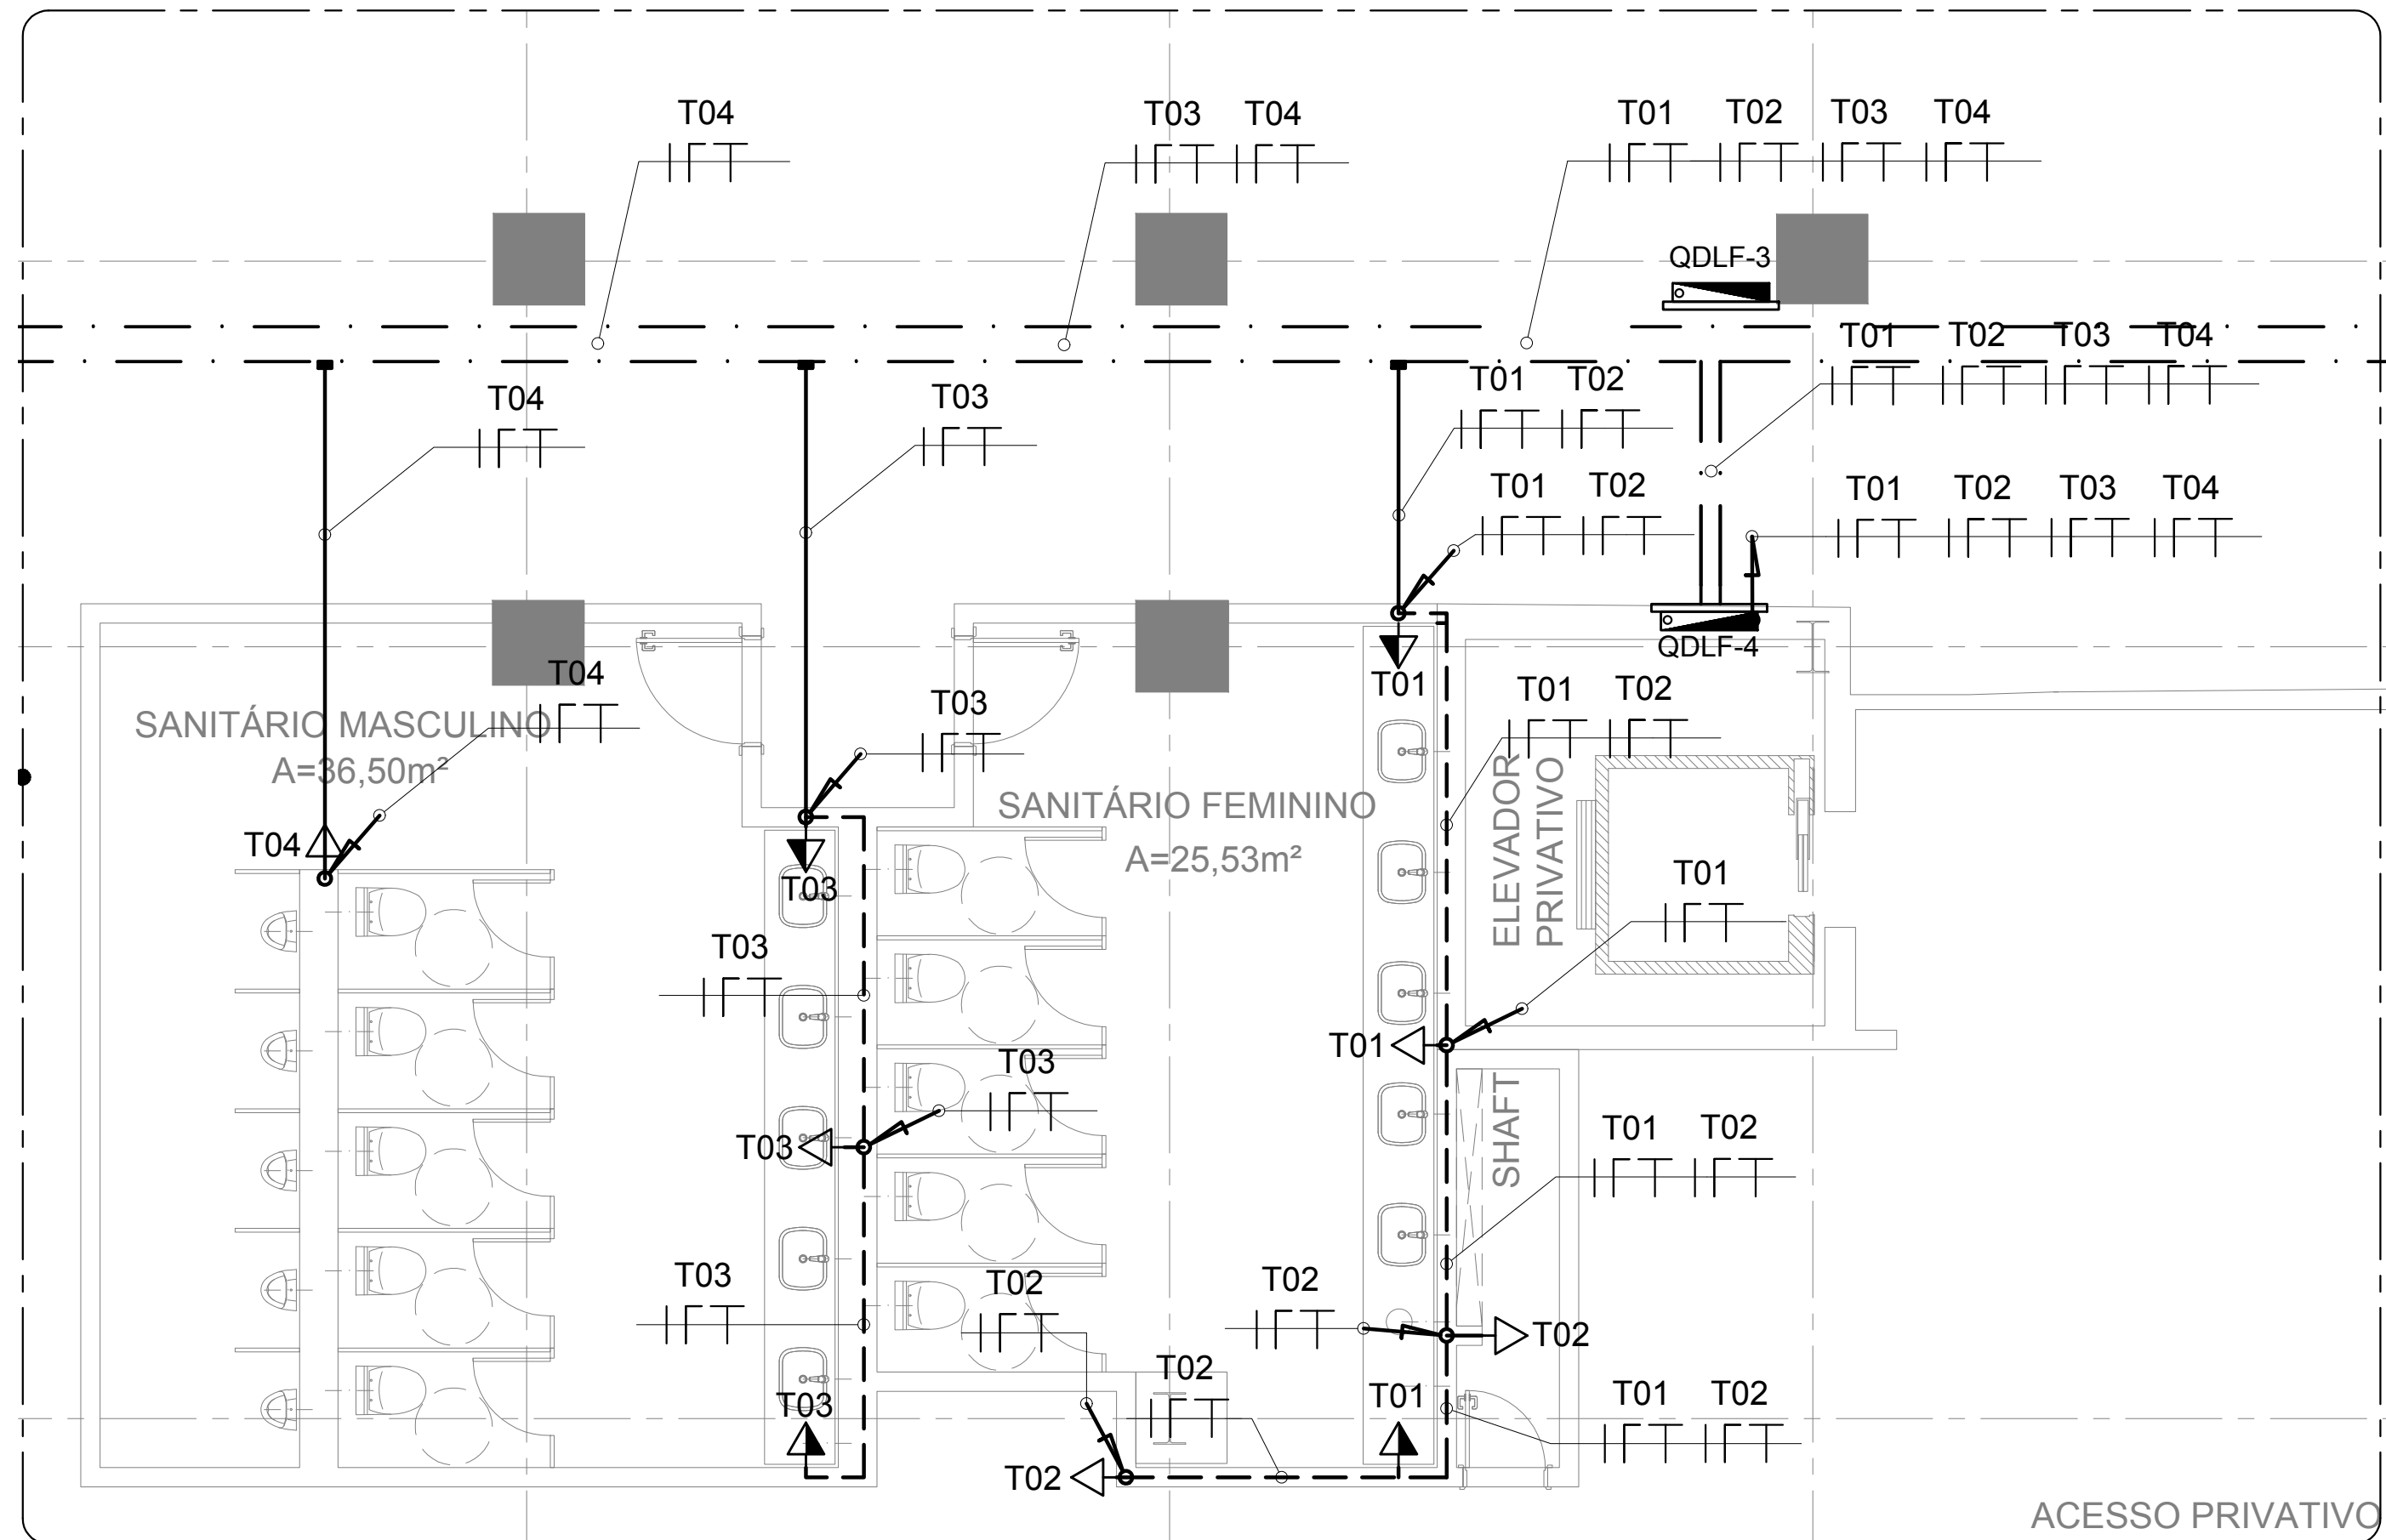 T04
T03 T04
T01 T02 T03 T04
QDLF-3
T01 T02 T03 T04
T04
T03
T01 T02
T01 T02
T01 T02 T03 T04
QDLF-4
T04
T01
T01 T02
T03
SANITÁRIO MASCULINO
A=36,50m²
SANITÁRIO FEMININO
A=25,53m²
ELEVADOR
PRIVATIVO
T04
T03
T01
T03
T01
T03
T03
SHAFT
T01 T02
T03
T02
T02
T02
T02
T03
T01
T01 T02
T02
ACESSO PRIVATIVO